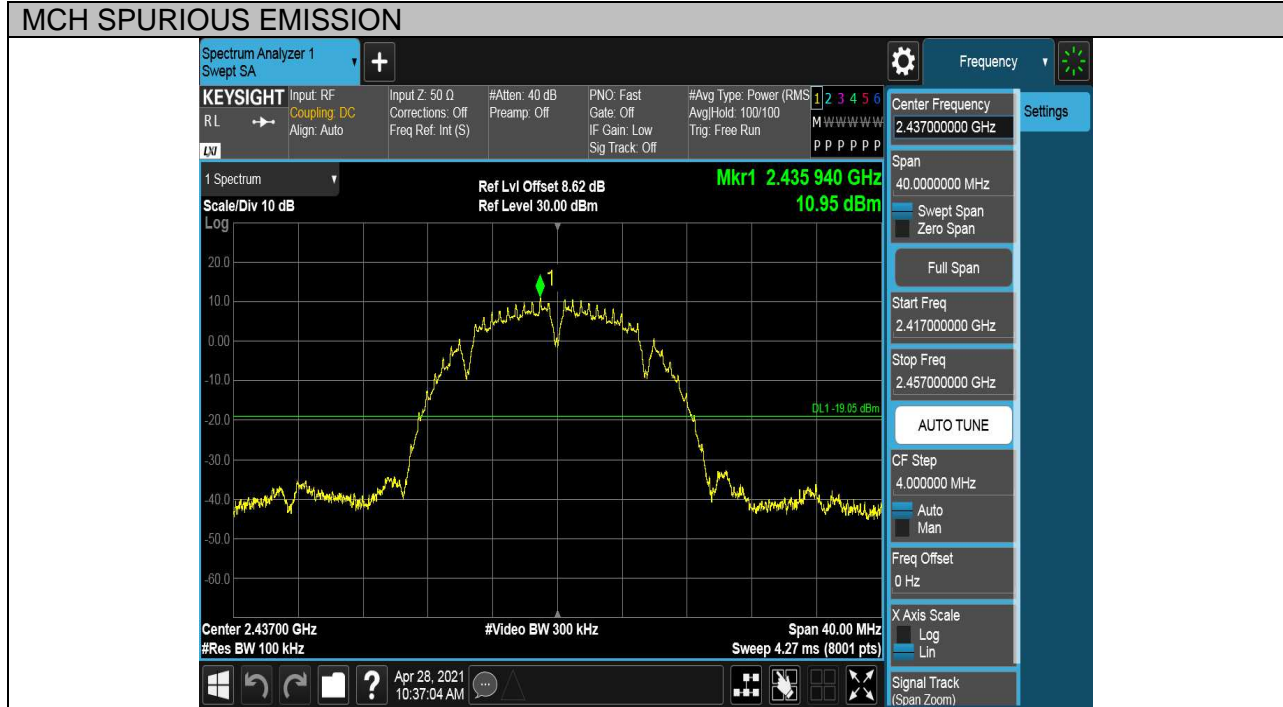 MCH SPURIOUS EMISSION
Spectrum Analyzer 1
Swept SA
+
Frequency
KEYSIGHT
RL
LXI
Input: RF
Coupling: DC
Align: Auto
Input Z: 50 Ω
Corrections: Off
Freq Ref: Int (S)
#Atten: 40 dB
Preamp: Off
PNO: Fast
Gate: Off
IF Gain: Low
Sig Track: Off
#Avg Type: Power (RMS
Avg|Hold: 100/100
Trig: Free Run
1 2 3 4 5 6
M W W W W W
P P P P P P
1 Spectrum
Scale/Div 10 dB
Ref Lvl Offset 8.62 dB
Ref Level 30.00 dBm
Mkr1 2.435 940 GHz
10.95 dBm
Log
20.0
10.0
0.00
-10.0
-20.0
-30.0
-40.0
-50.0
-60.0
1
DL1 -19.05 dBm
Center 2.43700 GHz
#Res BW 100 kHz
#Video BW 300 kHz
Span 40.00 MHz
Sweep 4.27 ms (8001 pts)
Center Frequency
2.437000000 GHz
Settings
Span
40.0000000 MHz
Swept Span
Zero Span
Full Span
Start Freq
2.417000000 GHz
Stop Freq
2.457000000 GHz
AUTO TUNE
CF Step
4.000000 MHz
Auto
Man
Freq Offset
0 Hz
X Axis Scale
Log
Lin
Signal Track
(Span Zoom)
?
Apr 28, 2021
10:37:04 AM